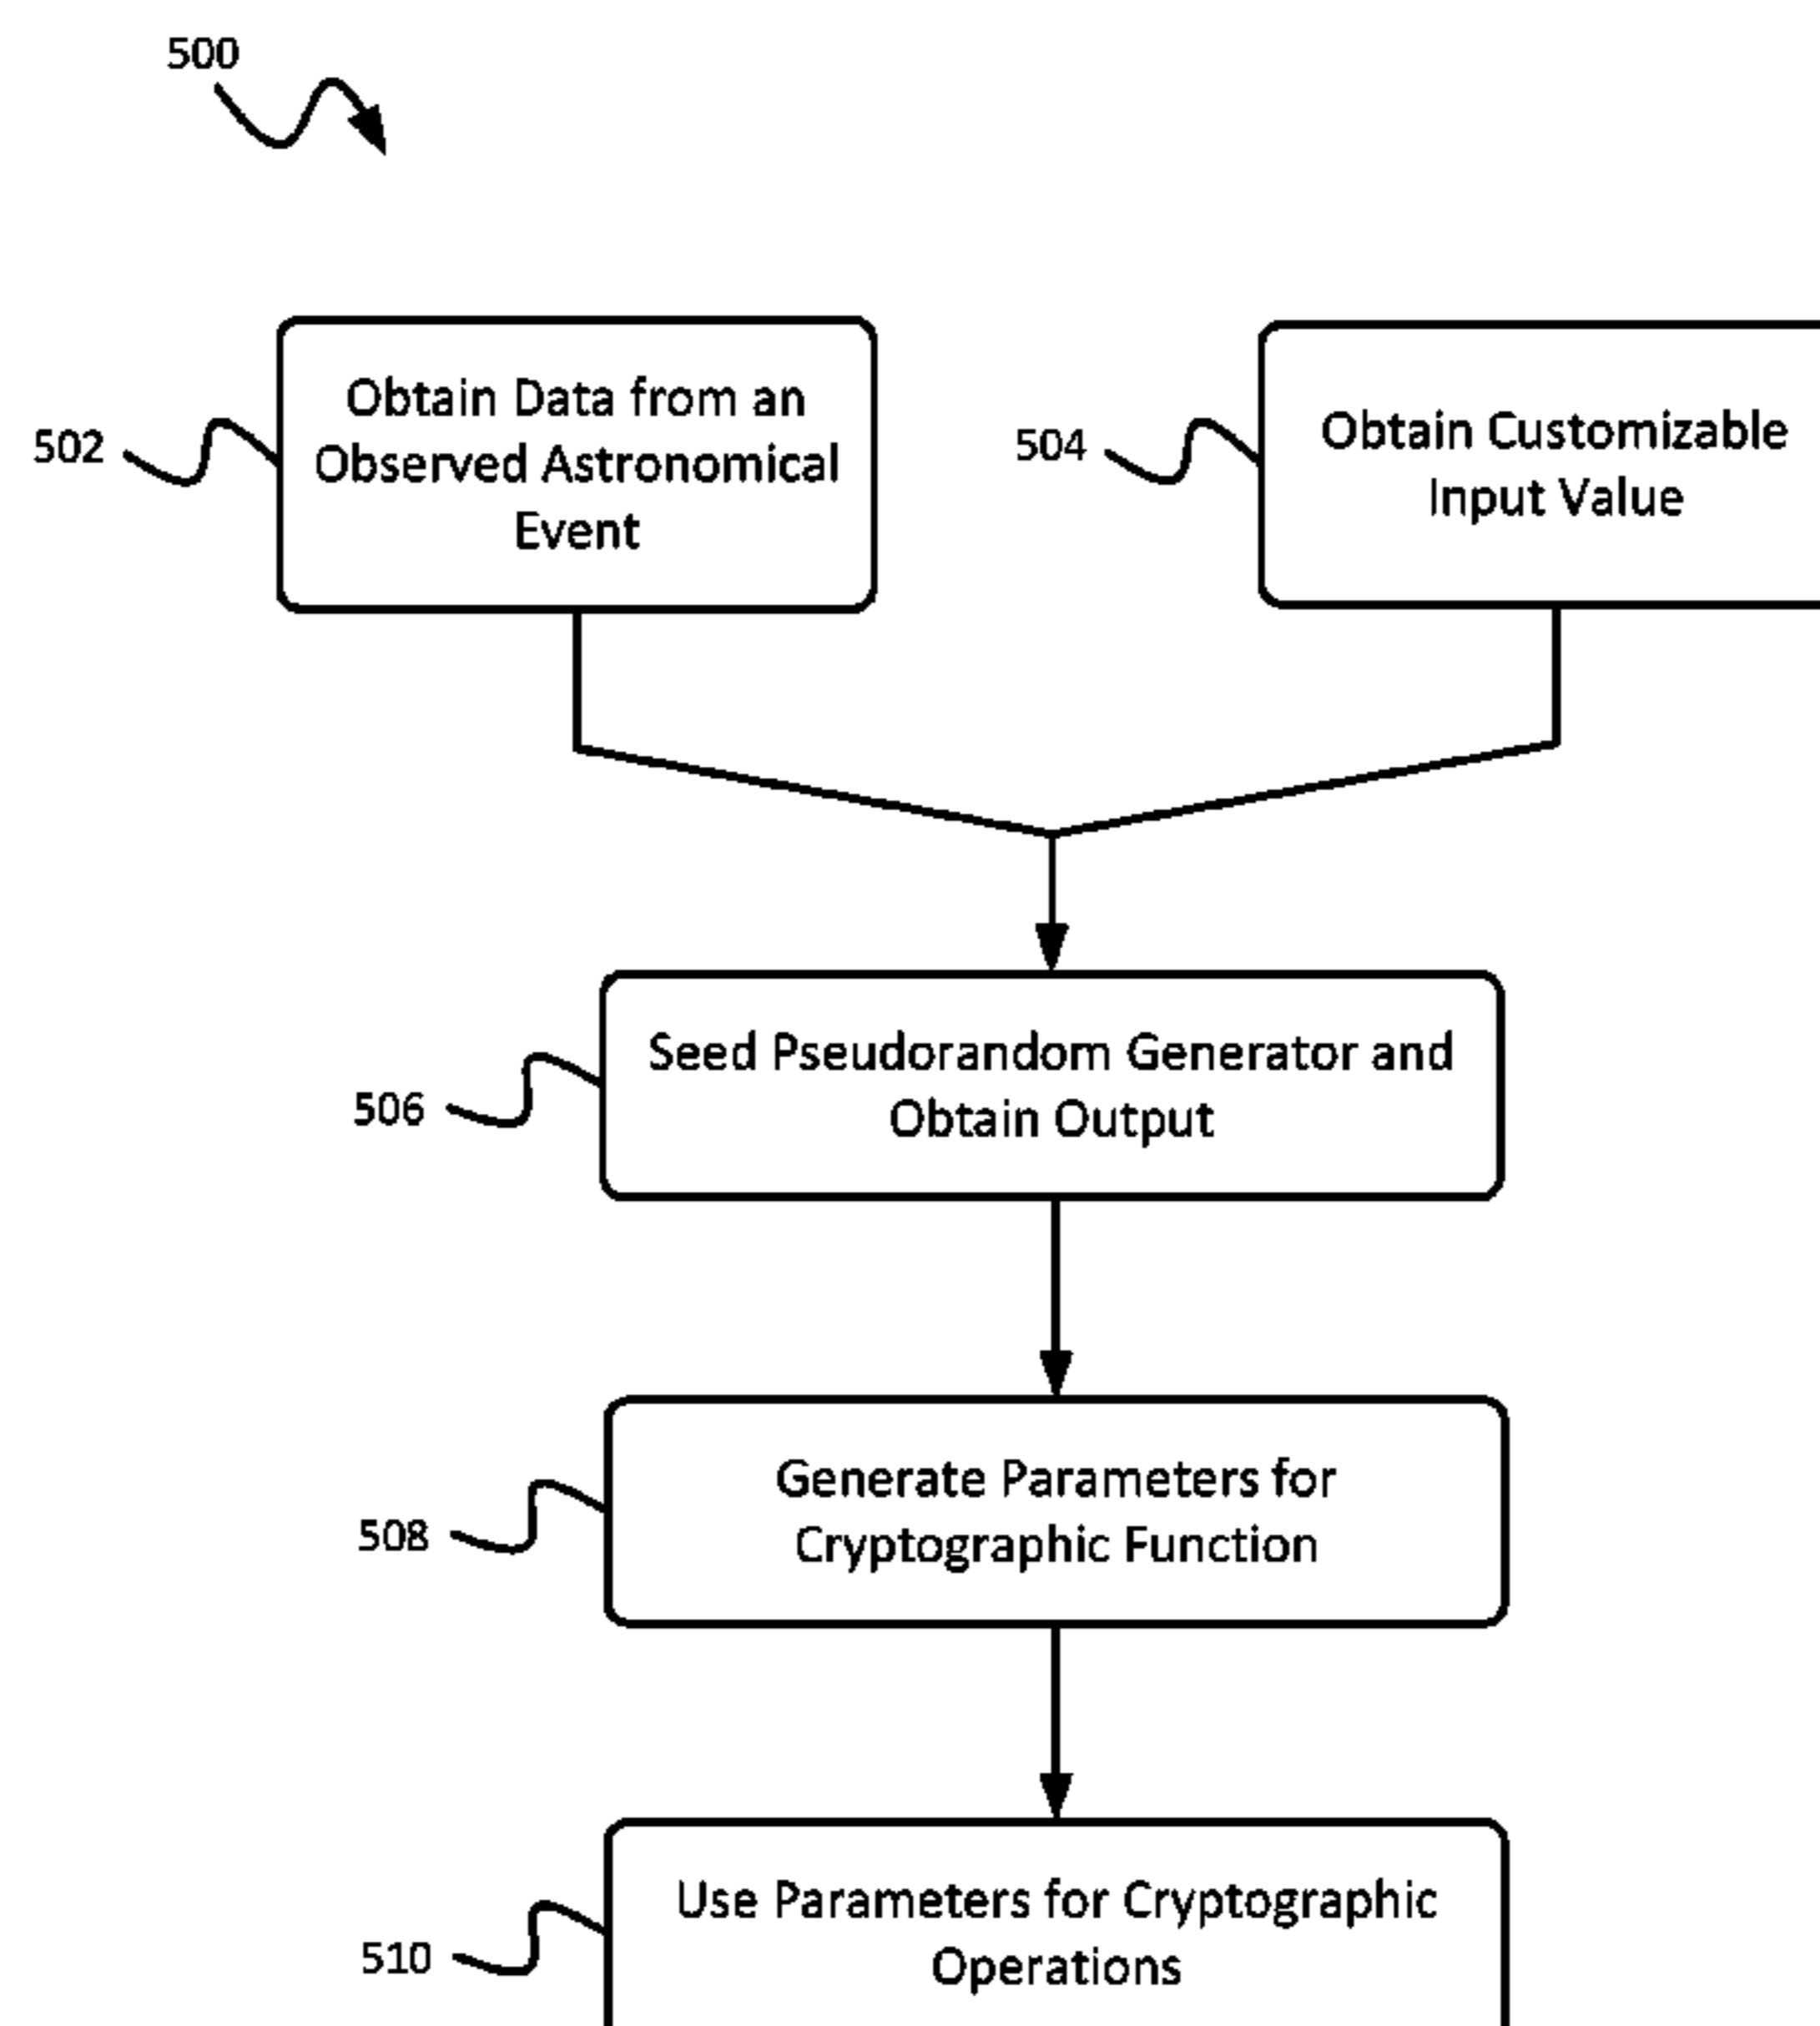 500
502
Obtain Data from an
Observed Astronomical
Event
504
Obtain Customizable
Input Value
506
Seed Pseudorandom Generator and
Obtain Output
508
Generate Parameters for
Cryptographic Function
510
Use Parameters for Cryptographic
Operations